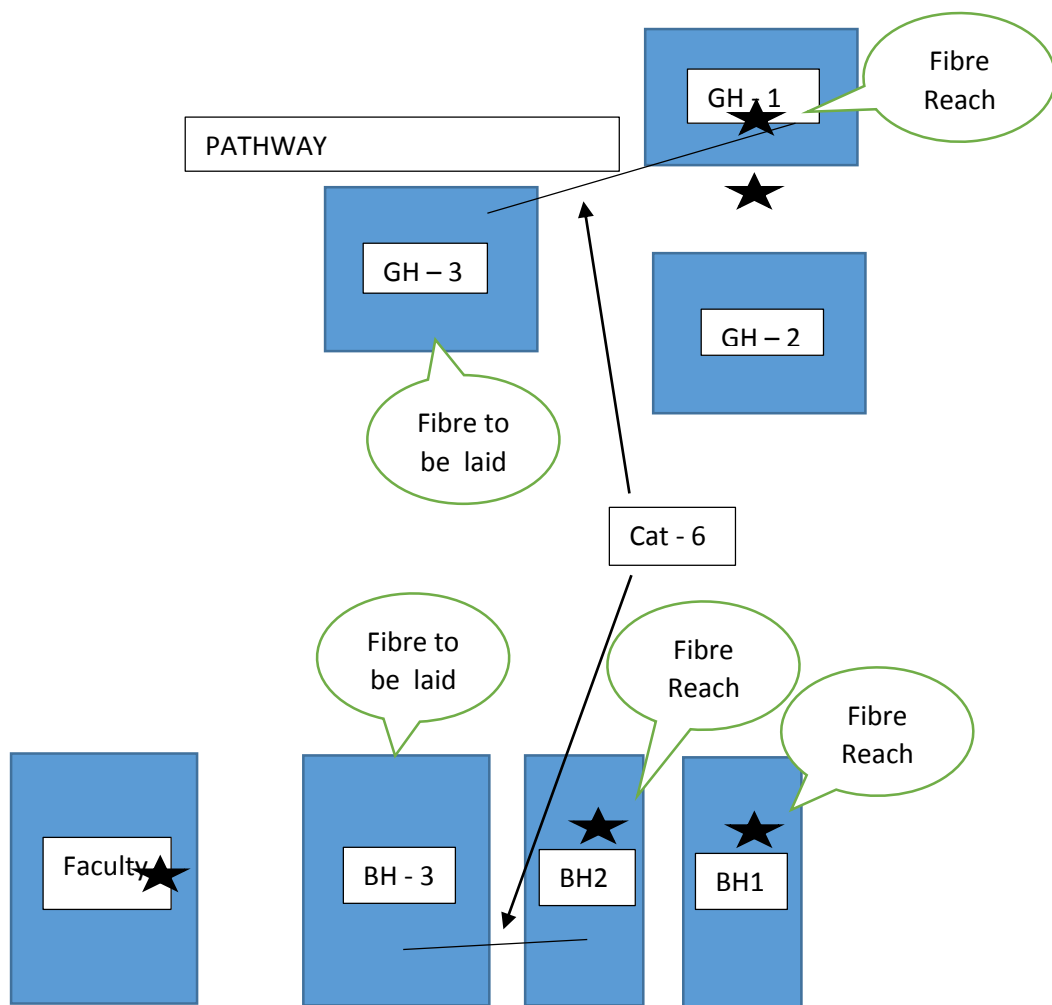 Fibre
Reach
GH - 1
PATHWAY
GH – 3
GH – 2
Fibre to
be laid
Cat - 6
Fibre to
be laid
Fibre
Reach
Fibre
Reach
Faculty
BH - 3
BH2
BH1